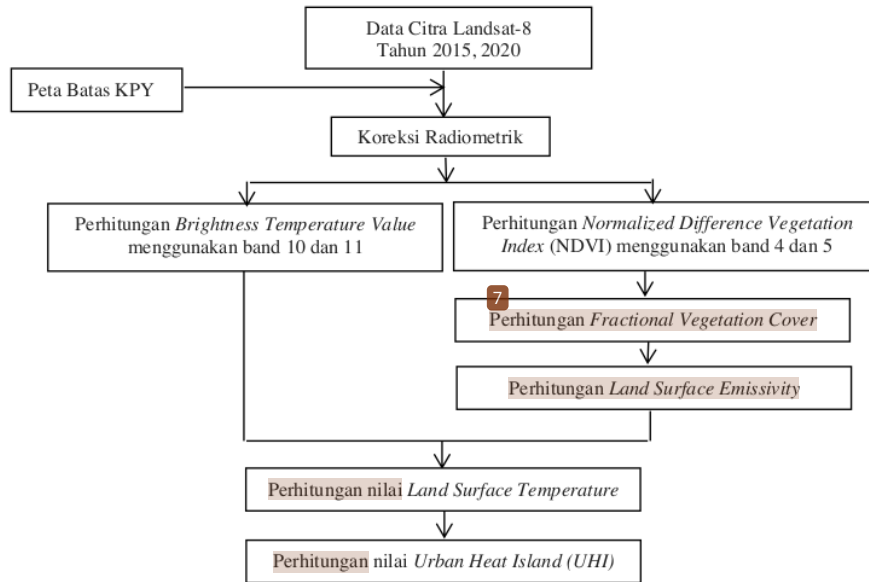 Data Citra Landsat-8
Tahun 2015, 2020
Peta Batas KPY
Koreksi Radiometrik
Perhitungan Brightness Temperature Value
menggunakan band 10 dan 11
Perhitungan Normalized Difference Vegetation
Index (NDVI) menggunakan band 4 dan 5
7
Perhitungan Fractional Vegetation Cover
Perhitungan Land Surface Emissivity
Perhitungan nilai Land Surface Temperature
Perhitungan nilai Urban Heat Island (UHI)